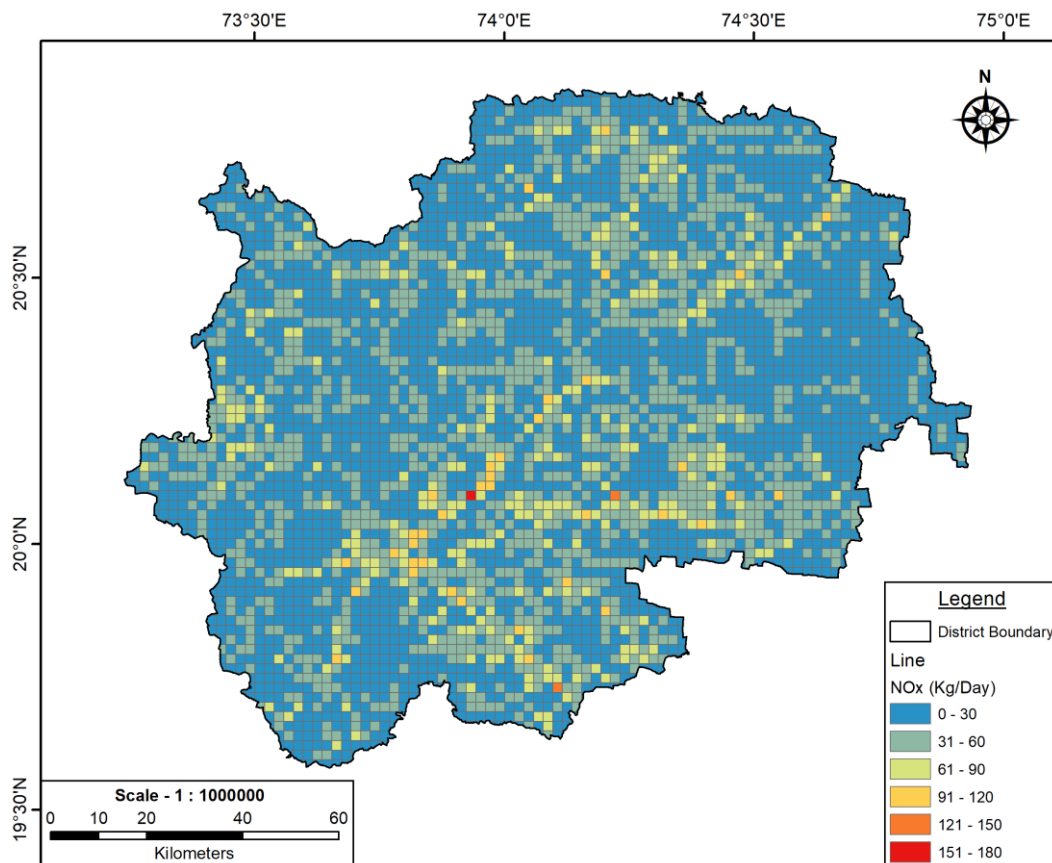 73°30'E 74°0'E 74°30'E 75°0'E
N
20°30'N
20°0'N
19°30'N
Legend
District Boundary
Line
NOx (Kg/Day)
0 - 30
31 - 60
61 - 90
91 - 120
121 - 150
151 - 180
Scale - 1 : 1000000
0 10 20 40 60
Kilometers